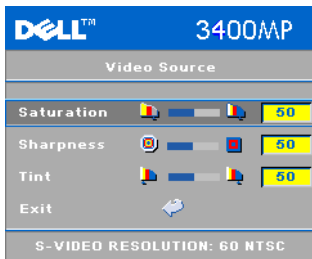 DELL™ 3400MP
Video Source
Saturation 50
Sharpness 50
Tint 50
Exit
S-VIDEO RESOLUTION: 60 NTSC